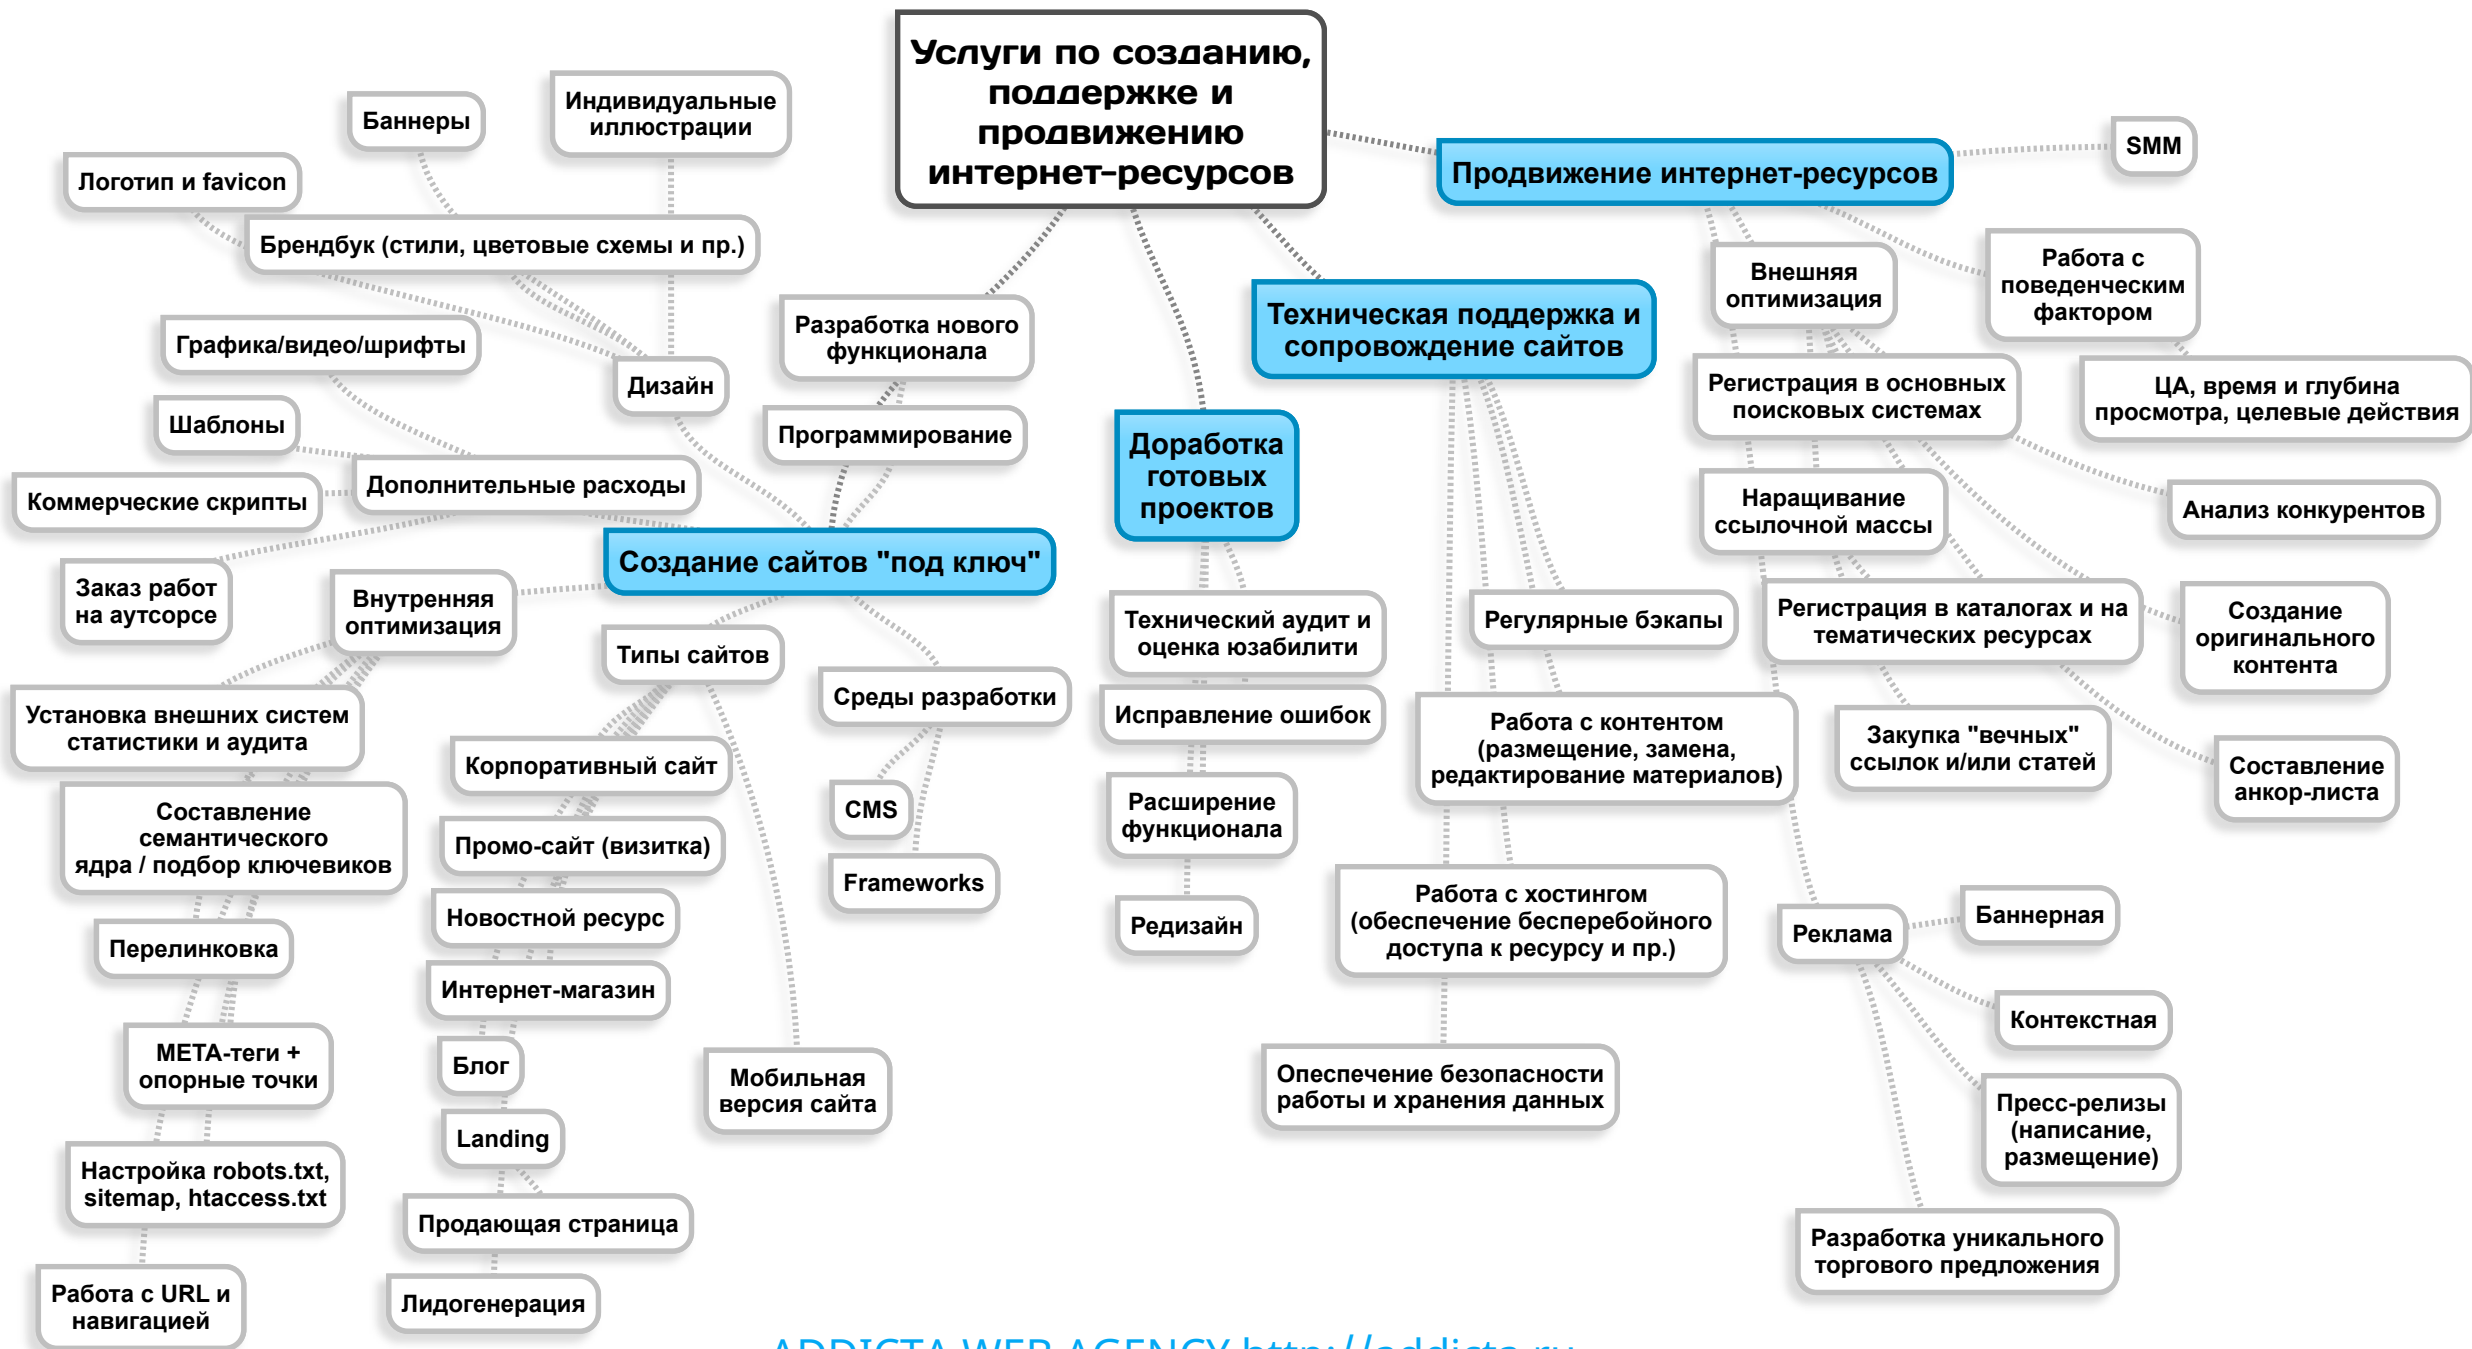 Услуги по созданию,
поддержке и
продвижению
интернет-ресурсов
Индивидуальные
иллюстрации
Баннеры
Логотип и favicon
Брендбук (стили, цветовые схемы и пр.)
Графика/видео/шрифты
Дизайн
Шаблоны
Дополнительные расходы
Коммерческие скрипты
Заказ работ
на аутсорсе
Разработка нового
функционала
Программирование
Создание сайтов "под ключ"
Внутренняя
оптимизация
Установка внешних систем
статистики и аудита
Составление
семантического
ядра / подбор ключевиков
Перелинковка
META-теги +
опорные точки
Настройка robots.txt,
sitemap, htaccess.txt
Работа с URL и
навигацией
Типы сайтов
Корпоративный сайт
Промо-сайт (визитка)
Новостной ресурс
Интернет-магазин
Блог
Landing
Продающая страница
Лидогенерация
Мобильная
версия сайта
Среды разработки
CMS
Frameworks
Доработка
готовых
проектов
Технический аудит и
оценка юзабилити
Исправление ошибок
Расширение
функционала
Редизайн
Техническая поддержка и
сопровождение сайтов
Регулярные бэкапы
Работа с контентом
(размещение, замена,
редактирование материалов)
Работа с хостингом
(обеспечение бесперебойного
доступа к ресурсу и пр.)
Опеспечение безопасности
работы и хранения данных
Продвижение интернет-ресурсов
SMM
Работа с
поведенческим
фактором
ЦА, время и глубина
просмотра, целевые действия
Внешняя
оптимизация
Регистрация в основных
поисковых системах
Анализ конкурентов
Наращивание
ссылочной массы
Регистрация в каталогах и на
тематических ресурсах
Создание
оригинального
контента
Закупка "вечных"
ссылок и/или статей
Составление
анкор-листа
Реклама
Баннерная
Контекстная
Пресс-релизы
(написание,
размещение)
Разработка уникального
торгового предложения
ADDICTA WEB AGENCY http://addicta.ru